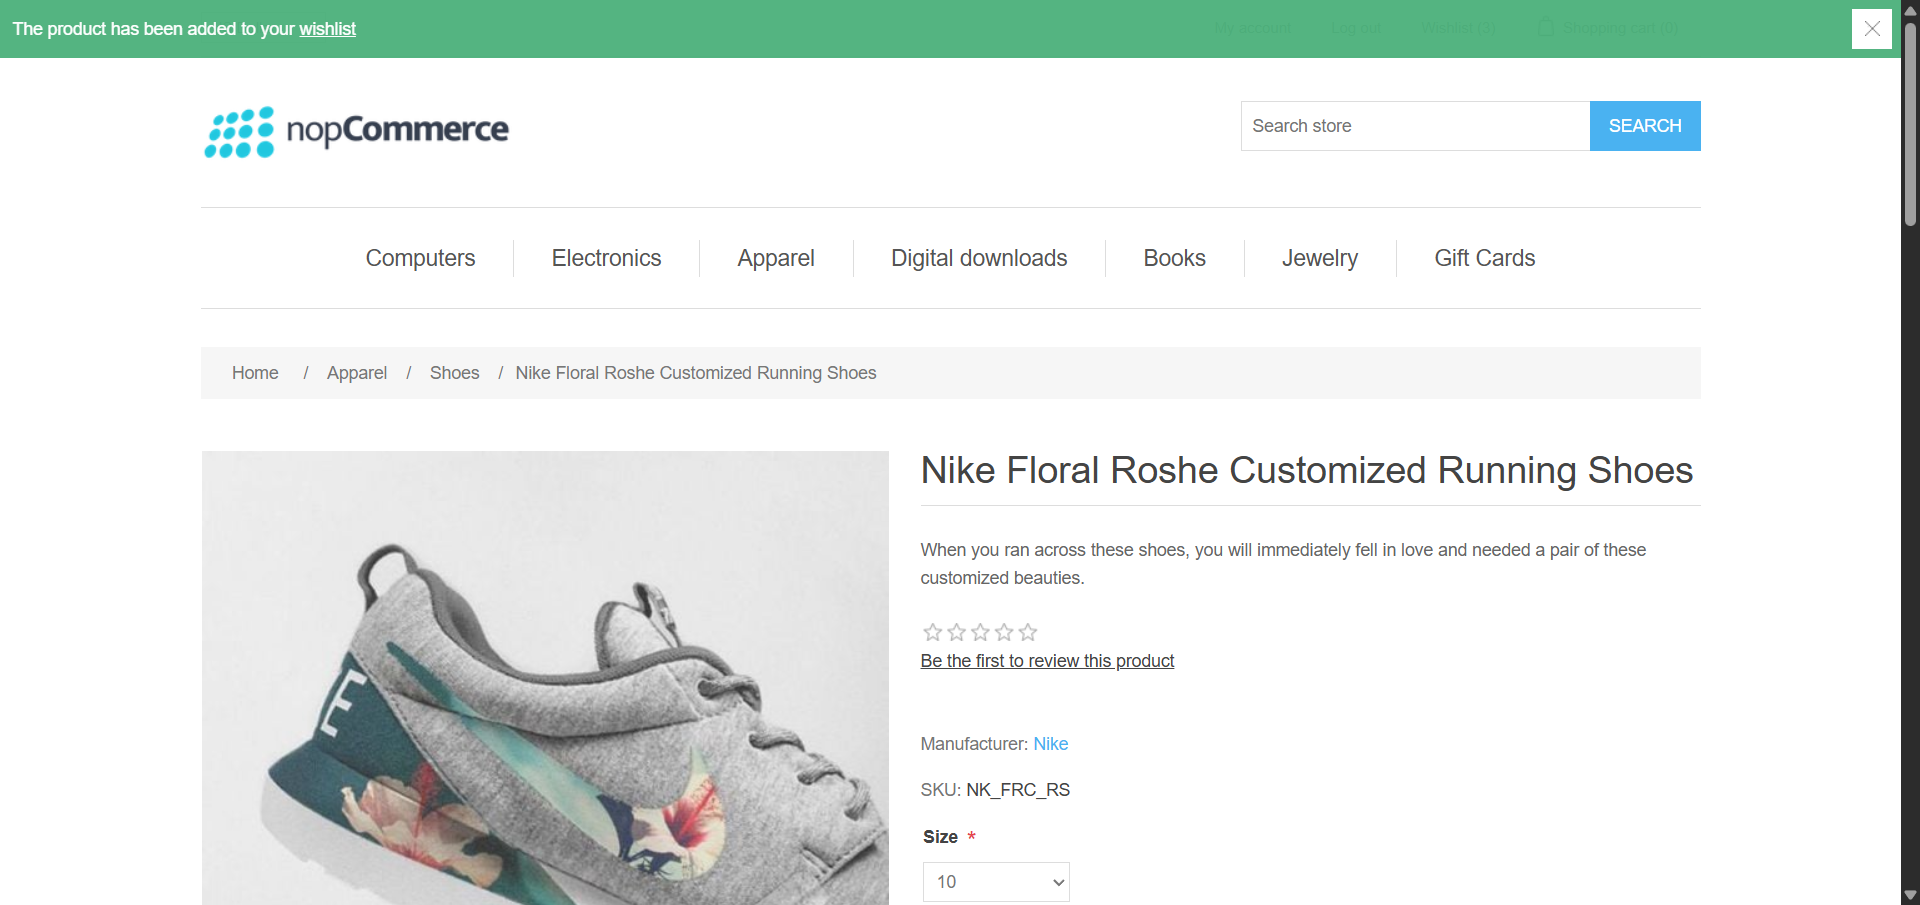 The product has been added to your wishlist
My account
Log out
Wishlist (3)
Shopping cart (0)
nopCommerce
Search store
SEARCH
Computers
Electronics
Apparel
Digital downloads
Books
Jewelry
Gift Cards
Home / Apparel / Shoes / Nike Floral Roshe Customized Running Shoes
Nike Floral Roshe Customized Running Shoes
When you ran across these shoes, you will immediately fell in love and needed a pair of these
customized beauties.
Be the first to review this product
Manufacturer: Nike
SKU: NK_FRC_RS
Size *
10
E